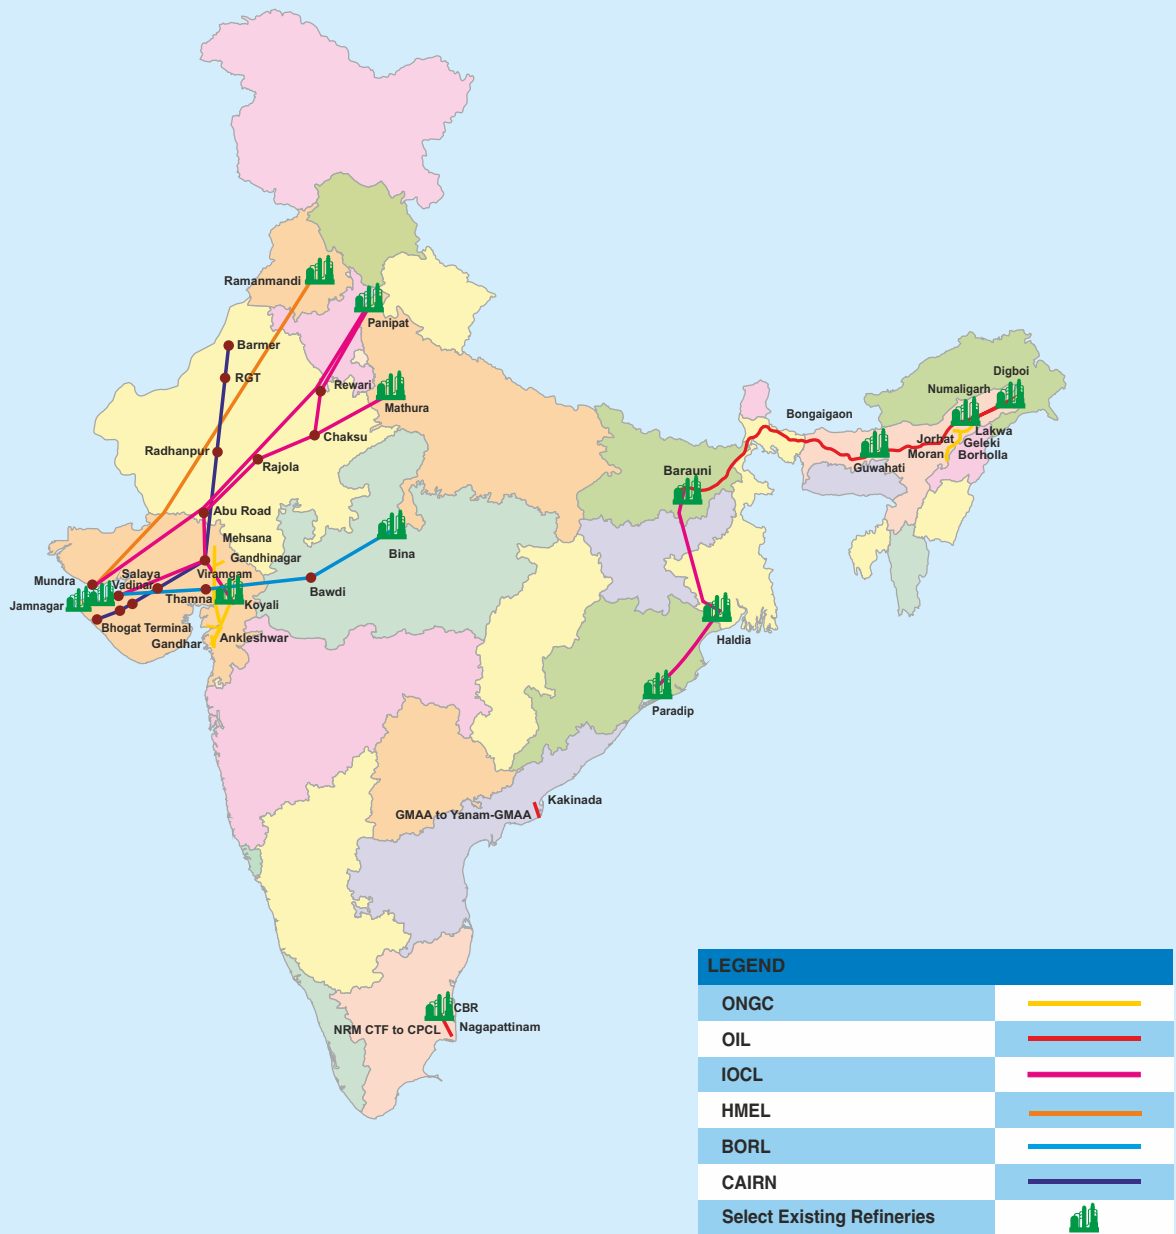 Ramanmandi
Panipat
Barmer
RGT
Rewari
Mathura
Chaksu
Radhanpur
Rajola
Abu Road
Mehsana
Gandhinagar
Mundra
Salaya
Vadinar
Viramgam
Jamnagar
Thamna
Koyali
Bawdi
Bina
Bhogat Terminal
Gandhar
Ankleshwar
Digboi
Numaligarh
Bongaigaon
Lakwa
Jorhat
Geleki
Moran
Borholla
Guwahati
Barauni
Haldia
Paradip
Kakinada
GMAA to Yanam-GMAA
CBR
Nagapattinam
NRM CTF to CPCL
LEGEND
ONGC
OIL
IOCL
HMEL
BORL
CAIRN
Select Existing Refineries